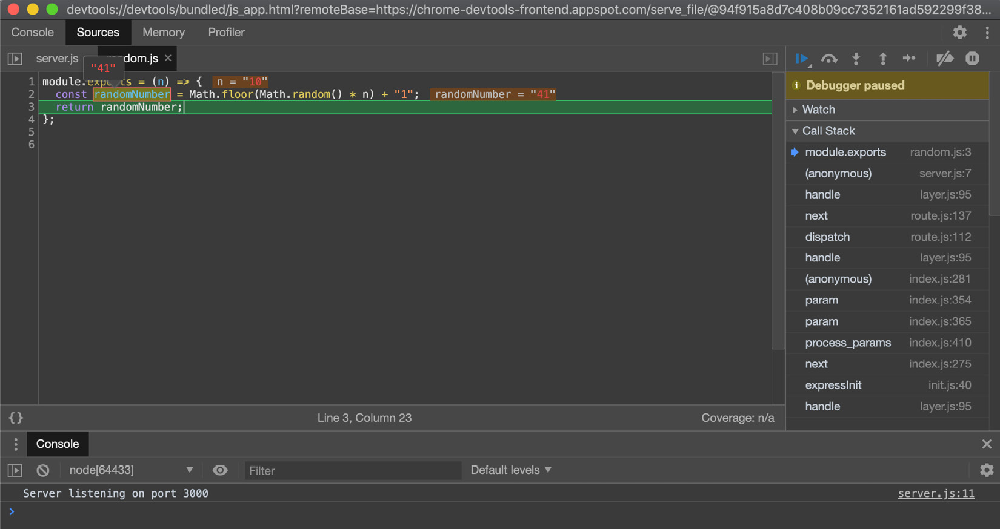 devtools://devtools/bundled/js_app.html?remoteBase=https://chrome-devtools-frontend.appspot.com/serve_file/@94f915a8d7c408b09cc7352161ad592299f38...
Console Sources Memory Profiler
server.js random.js ×
"41"
1 module.exports = (n) => { n = "10"
2 const randomNumber = Math.floor(Math.random() * n) + "1"; randomNumber = "41"
3 return randomNumber;
4 };
5
6
{} Line 3, Column 23 Coverage: n/a
Debugger paused
Watch
Call Stack
module.exports random.js:3
(anonymous) server.js:7
handle layer.js:95
next route.js:137
dispatch route.js:112
handle layer.js:95
(anonymous) index.js:281
param index.js:354
param index.js:365
process_params index.js:410
next index.js:275
expressInit init.js:40
handle layer.js:95
Console
node[64433] Filter Default levels
Server listening on port 3000 server.js:11